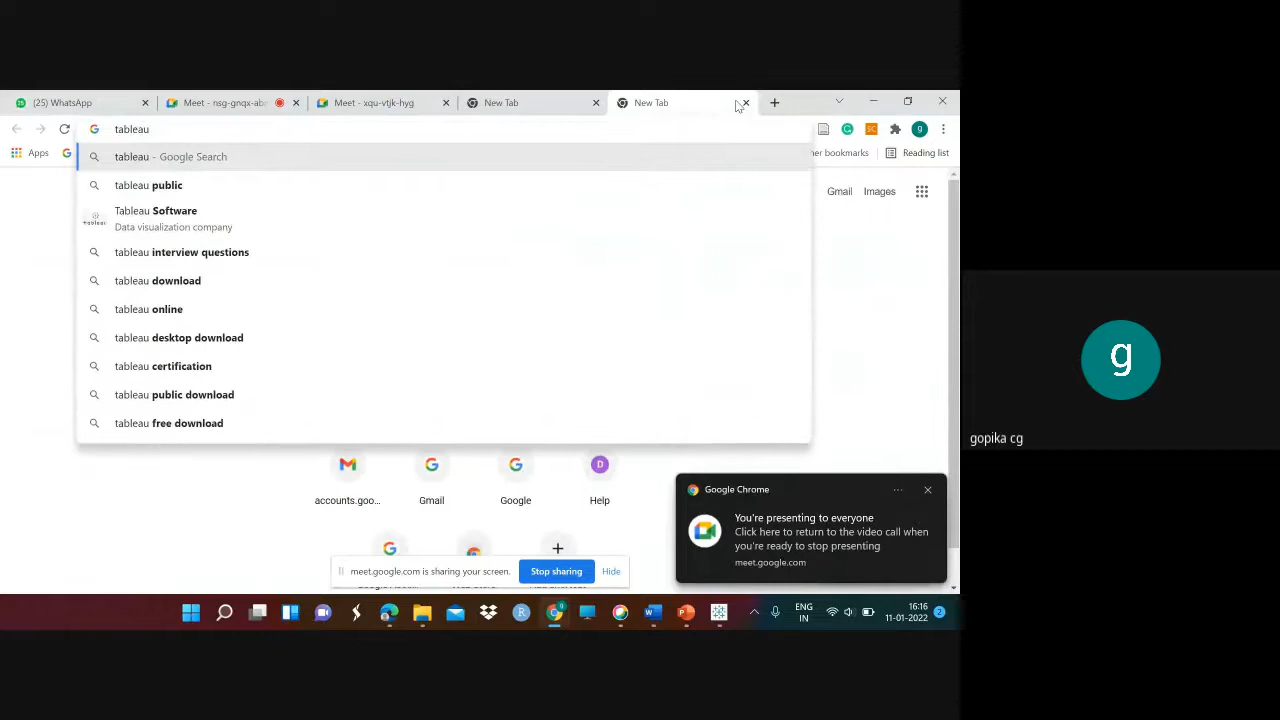 (25) WhatsApp
Meet - nsg-gnqx-abr
Meet - xqu-vtjk-hyg
New Tab
New Tab
tableau
Apps
her bookmarks
Reading list
tableau - Google Search
tableau public
Tableau Software
Data visualization company
tableau interview questions
tableau download
tableau online
tableau desktop download
tableau certification
tableau public download
tableau free download
Gmail
Images
accounts.goo...
Gmail
Google
D
Help
Google Chrome
You're presenting to everyone
Click here to return to the video call when
you're ready to stop presenting
meet.google.com
meet.google.com is sharing your screen.
Stop sharing
Hide
ENG
IN
16:16
11-01-2022
2
g
gopika cg